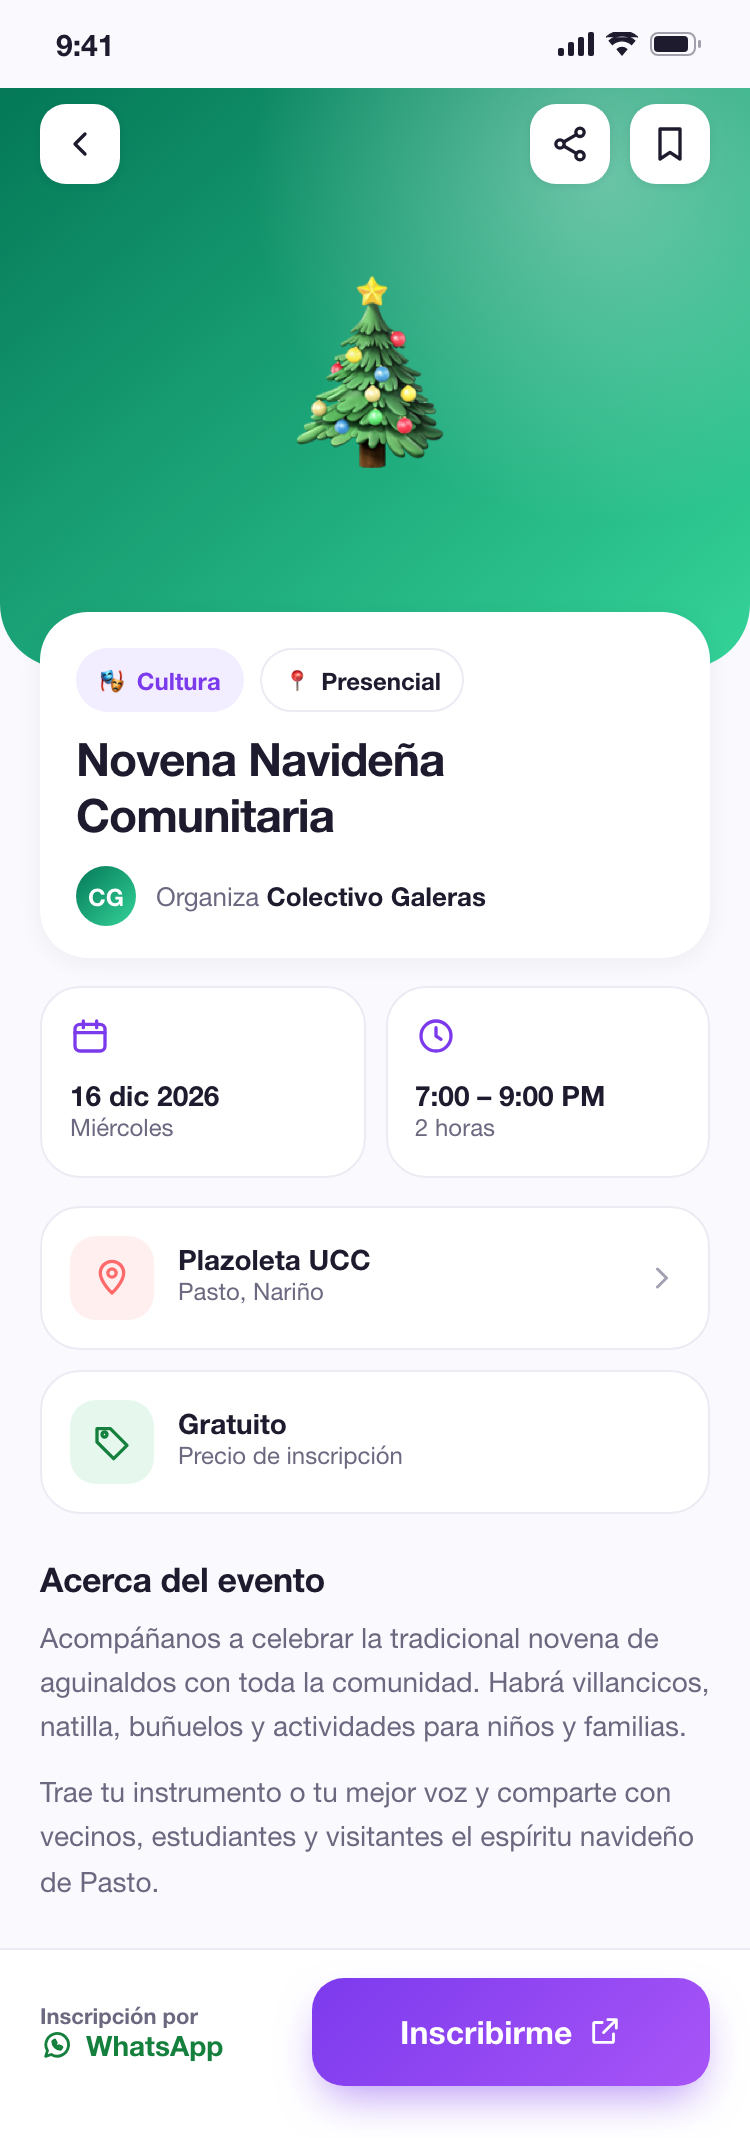 9:41
Cultura
Presencial
Novena Navideña
Comunitaria
CG
Organiza Colectivo Galeras
16 dic 2026
Miércoles
7:00 – 9:00 PM
2 horas
Plazoleta UCC
Pasto, Nariño
Gratuito
Precio de inscripción
Acerca del evento
Acompáñanos a celebrar la tradicional novena de
aguinaldos con toda la comunidad. Habrá villancicos,
natilla, buñuelos y actividades para niños y familias.
Trae tu instrumento o tu mejor voz y comparte con
vecinos, estudiantes y visitantes el espíritu navideño
de Pasto.
Inscripción por
WhatsApp
Inscribirme